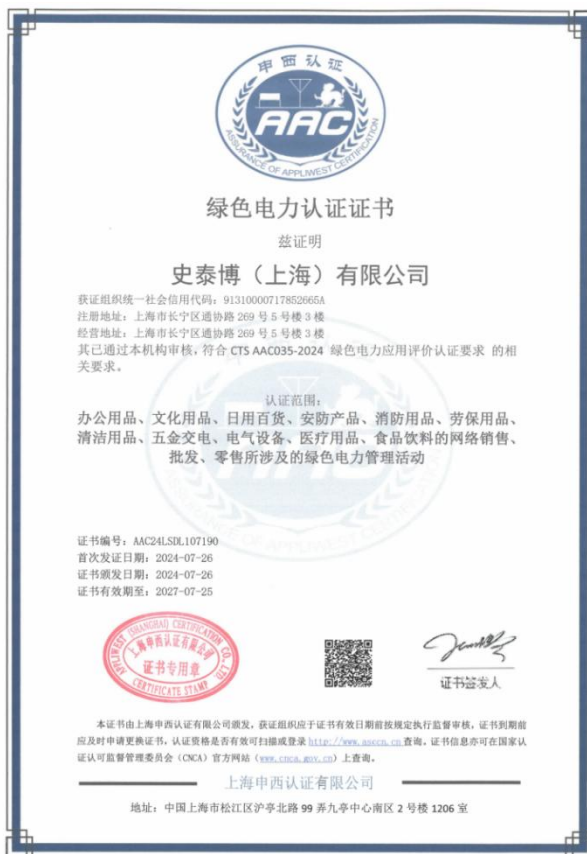 申西认证
AAC
ASSURANCE OF APPLIWEST CERTIFICATION
绿色电力认证证书
兹证明
史泰博（上海）有限公司
获证组织统一社会信用代码：91310000717852665A
注册地址：上海市长宁区通协路 269 号 5 号楼 3 楼
经营地址：上海市长宁区通协路 269 号 5 号楼 3 楼
其已通过本机构审核，符合 CTS AAC035-2024 绿色电力应用评价认证要求 的相
关要求。
认证范围：
办公用品、文化用品、日用百货、安防产品、消防用品、劳保用品、
清洁用品、五金交电、电气设备、医疗用品、食品饮料的网络销售、
批发、零售所涉及的绿色电力管理活动
证书编号：AAC24LSDL107190
首次发证日期：2024-07-26
证书颁发日期：2024-07-26
证书有效期至：2027-07-25
APPLIWEST (SHANGHAI) CERTIFICATION CO., LTD
上海申西认证有限公司
证书专用章
CERTIFICATE STAMP
证书签发人
本证书由上海申西认证有限公司颁发，获证组织应于证书有效日期前按规定执行监督审核，证书到期前
应及时申请更换证书，认证资格是否有效可扫描或登录 http://www.asccn.cn 查询，证书信息亦可在国家认
证认可监督管理委员会（CNCA）官方网站（www.cnca.gov.cn）上查询。
上海申西认证有限公司
地址：中国上海市松江区沪亭北路 99 弄九亭中心南区 2 号楼 1206 室